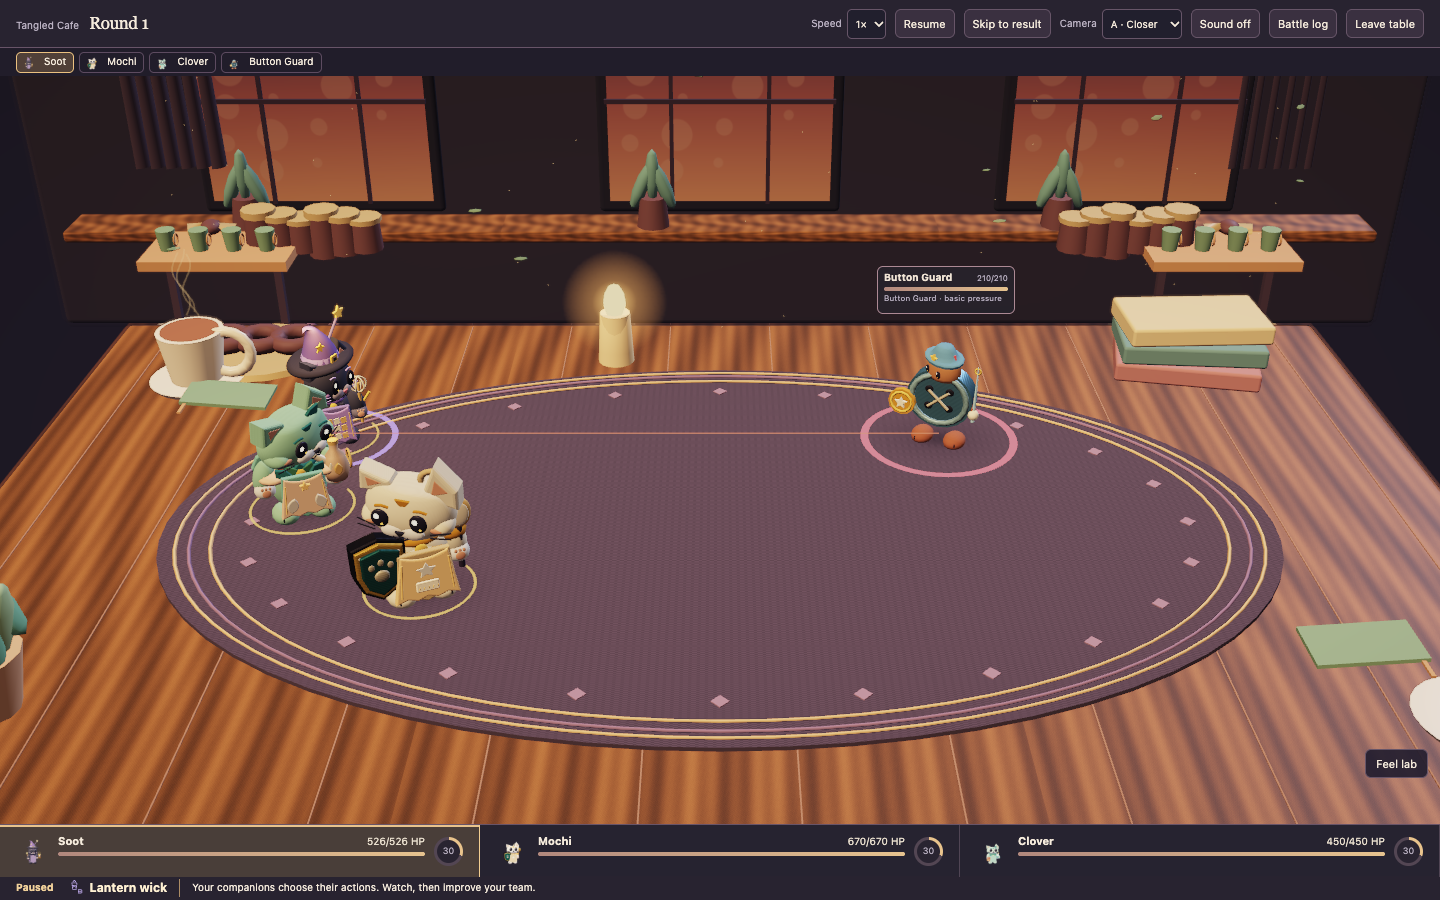 Tangled Cafe Round 1 Speed 1× Resume Skip to result Camera A · Closer Sound off Battle log Leave table
Soot Mochi Clover Button Guard
Button Guard 210/210
Button Guard · basic pressure
Feel lab
Soot 526/526 HP 30 Mochi 670/670 HP 30 Clover 450/450 HP 30
Paused Lantern wick Your companions choose their actions. Watch, then improve your team.